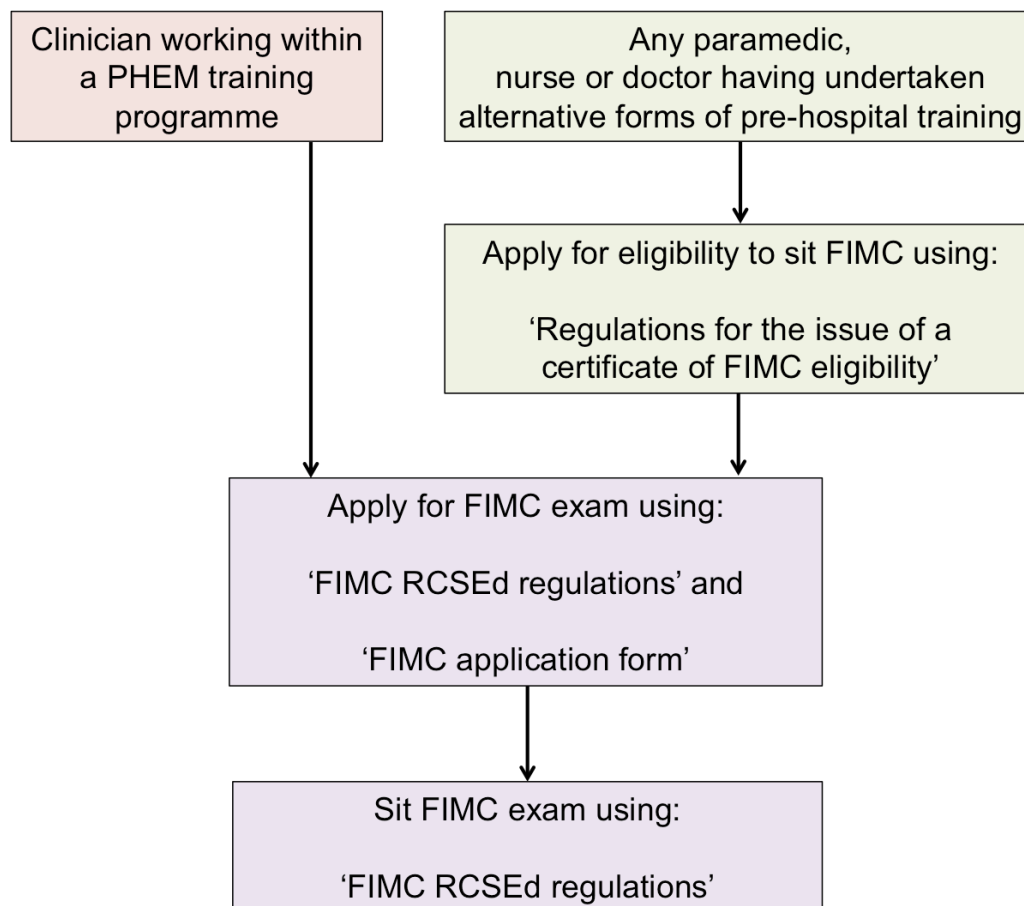 Clinician working within
a PHEM training
programme
Any paramedic,
nurse or doctor having undertaken
alternative forms of pre-hospital training
Apply for eligibility to sit FIMC using:
‘Regulations for the issue of a
certificate of FIMC eligibility’
Apply for FIMC exam using:
‘FIMC RCSEd regulations’ and
‘FIMC application form’
Sit FIMC exam using:
‘FIMC RCSEd regulations’